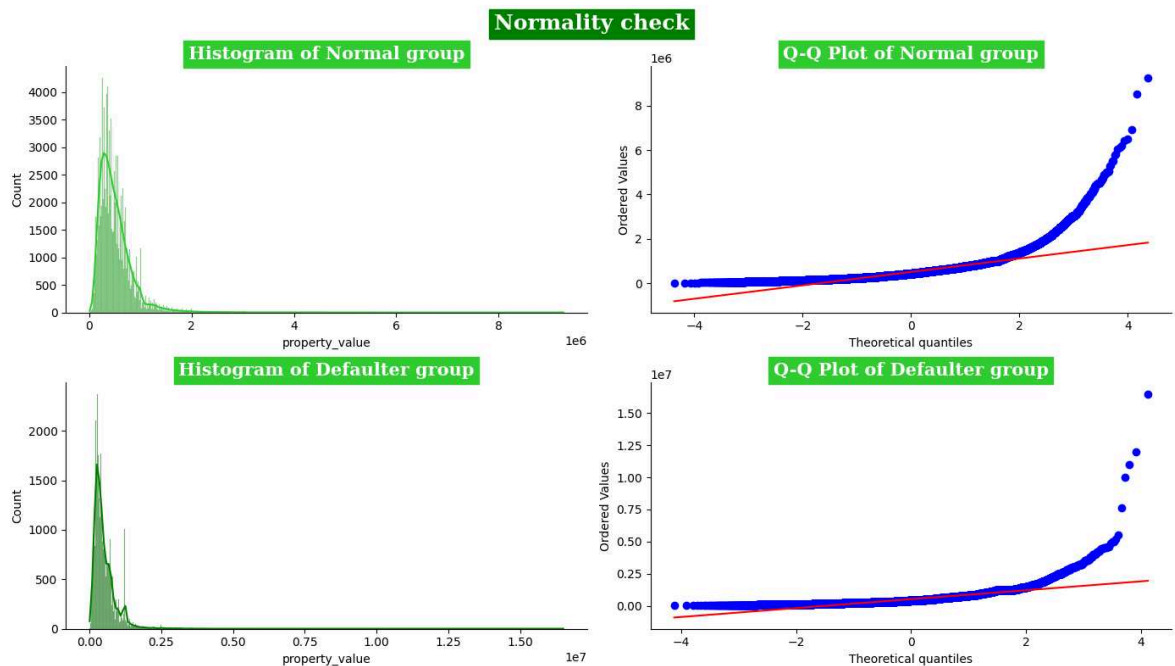 Normality check
Histogram of Normal group
4000
3500
3000
2500
2000
1500
1000
500
0
Count
0 2 4 6 8
1e6
property_value
Q-Q Plot of Normal group
1e6
8
6
4
2
0
Ordered Values
−4 −2 0 2 4
Theoretical quantiles
Histogram of Defaulter group
2000
1500
1000
500
0
Count
0.00 0.25 0.50 0.75 1.00 1.25 1.50
1e7
property_value
Q-Q Plot of Defaulter group
1e7
1.50
1.25
1.00
0.75
0.50
0.25
0.00
Ordered Values
−4 −2 0 2 4
Theoretical quantiles